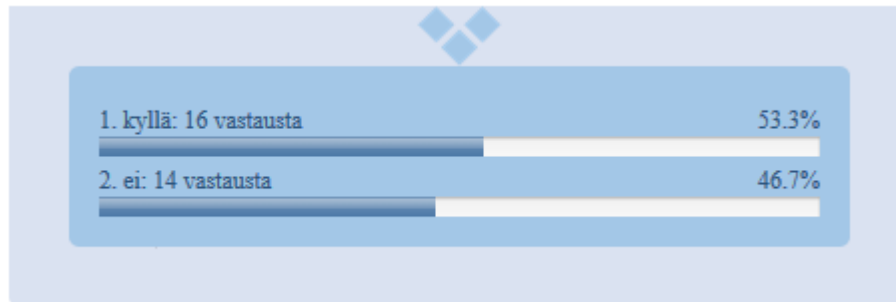 1. kyllä: 16 vastausta 53.3%
2. ei: 14 vastausta 46.7%